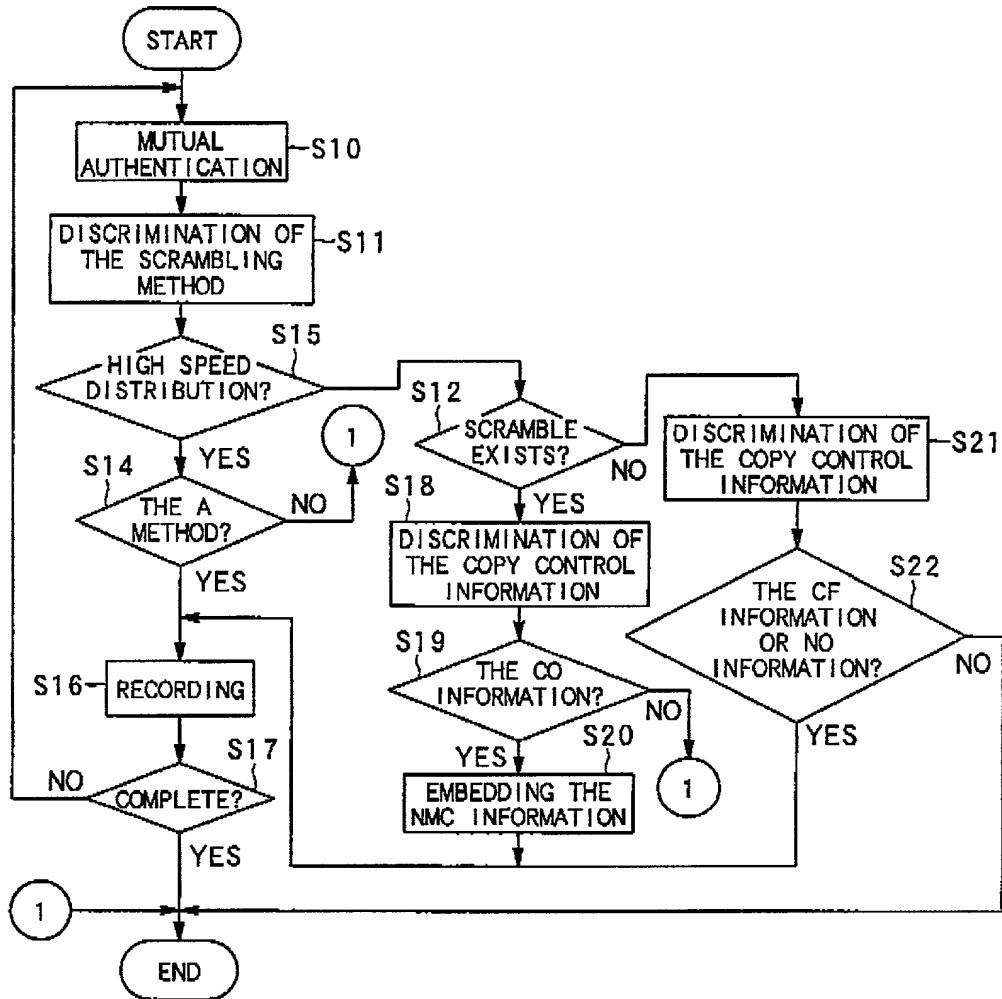 START
MUTUAL
AUTHENTICATION
S10
DISCRIMINATION OF
THE SCRAMBLING
METHOD
S11
HIGH SPEED
DISTRIBUTION?
S15
YES
S14
THE A
METHOD?
NO
1
YES
S16
RECORDING
S17
COMPLETE?
NO
YES
1
END
S12
SCRAMBLE
EXISTS?
NO
YES
S18
DISCRIMINATION OF
THE COPY CONTROL
INFORMATION
S19
THE CO
INFORMATION?
NO
1
YES
S20
EMBEDDING THE
NMC INFORMATION
DISCRIMINATION OF
THE COPY CONTROL
INFORMATION
S21
S22
THE CF
INFORMATION
OR NO
INFORMATION?
NO
YES